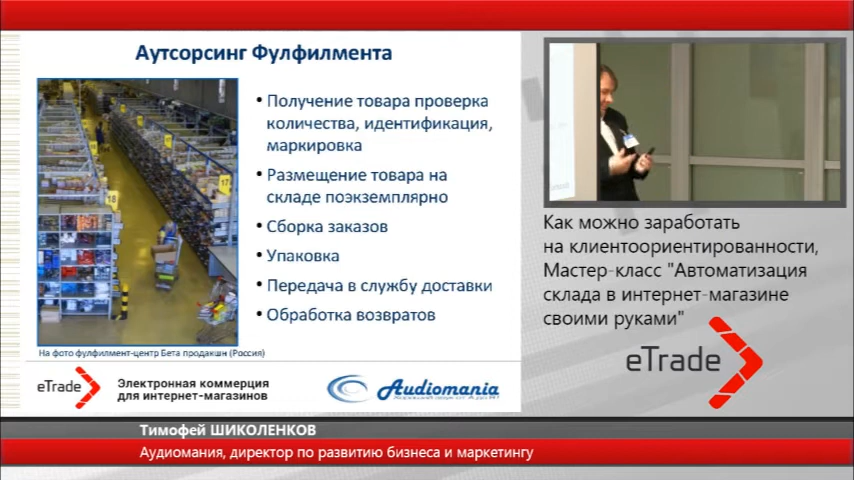 Аутсорсинг Фулфилмента
• Получение товара проверка
количества, идентификация,
маркировка
• Размещение товара на
складе поэкземплярно
• Сборка заказов
• Упаковка
• Передача в службу доставки
• Обработка возвратов
17
18
На фото фулфилмент-центр Бета продакшн (Россия)
eTrade
Электронная коммерция
для интернет-магазинов
Audiomania
Как можно заработать
на клиентоориентированности,
Мастер-класс "Автоматизация
склада в интернет-магазине
своими руками"
eTrade
Тимофей ШИКОЛЕНКОВ
Аудиомания, директор по развитию бизнеса и маркетингу